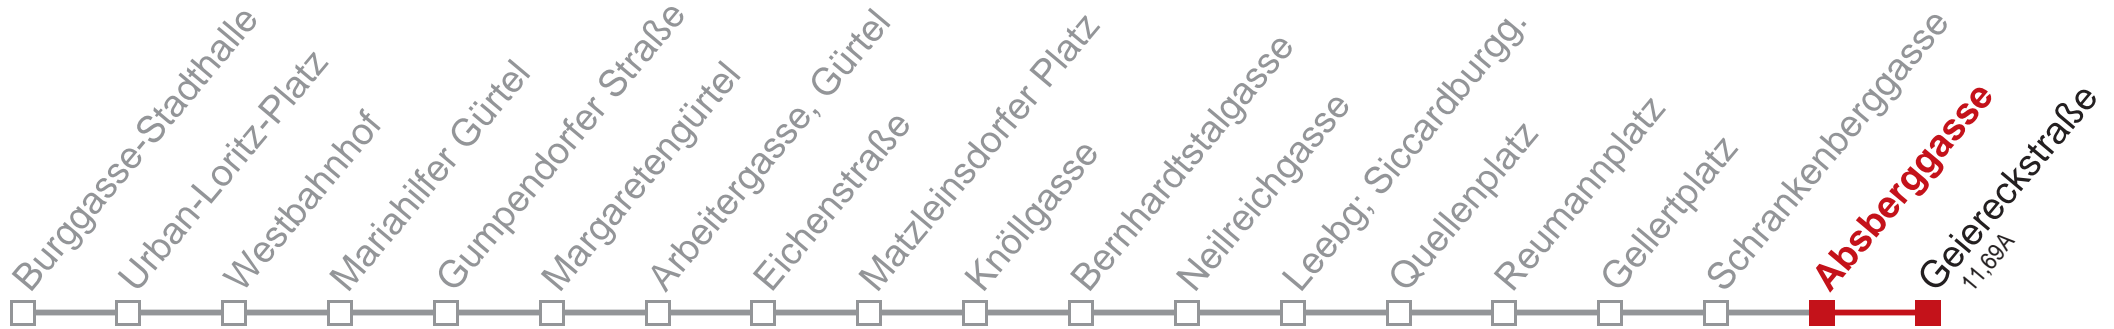 Burggasse-Stadthalle
Urban-Loritz-Platz
Westbahnhof
Mariahilfer Gürtel
Gumpendorfer Straße
Margaretengürtel
Arbeitergasse, Gürtel
Eichenstraße
Matzleinsdorfer Platz
Knöllgasse
Bernhardtstalgasse
Neilreichgasse
Leebg; Siccardburgg.
Quellenplatz
Reumannplatz
Gellertplatz
Schrankenberggasse
Absberggasse
Geiereckstraße
11,69A